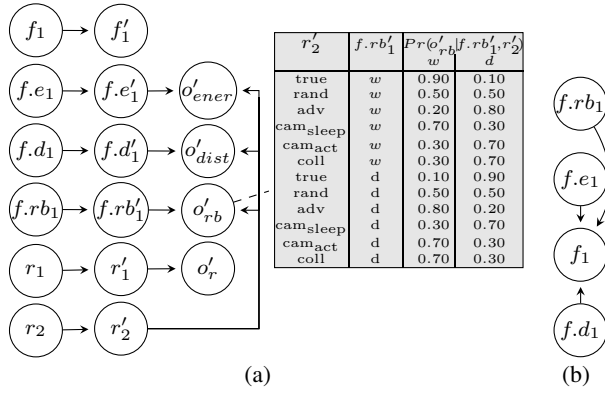 f₁ f′₁
f.e₁ f.e′₁ o′ener
f.d₁ f.d′₁ o′dist
f.rb₁ f.rb′₁ o′rb
r₁ r′₁ o′r
r₂ r′₂
r′₂ f.rb′₁ Pr(o′rb|f.rb′₁,r′₂)
w d
true w 0.90 0.10
rand w 0.50 0.50
adv w 0.20 0.80
camsleep w 0.70 0.30
camact w 0.30 0.70
coll w 0.30 0.70
true d 0.10 0.90
rand d 0.50 0.50
adv d 0.80 0.20
camsleep d 0.30 0.70
camact d 0.70 0.30
coll d 0.70 0.30
(a)
f.rb₁
f.e₁
f₁
f.d₁
(b)